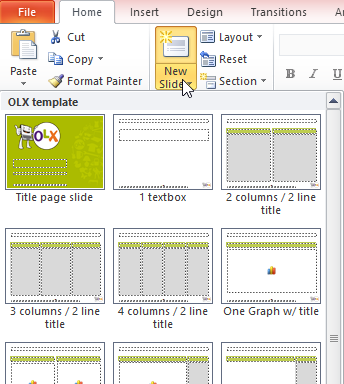 File Home Insert Design Transitions A
Paste
Cut
Copy
Format Painter
New
Slide
Layout
Reset
Section
B I U
OLX template
OLX
Title page slide
1 textbox
2 columns / 2 line
title
3 columns / 2 line
title
4 columns / 2 line
title
One Graph w/ title